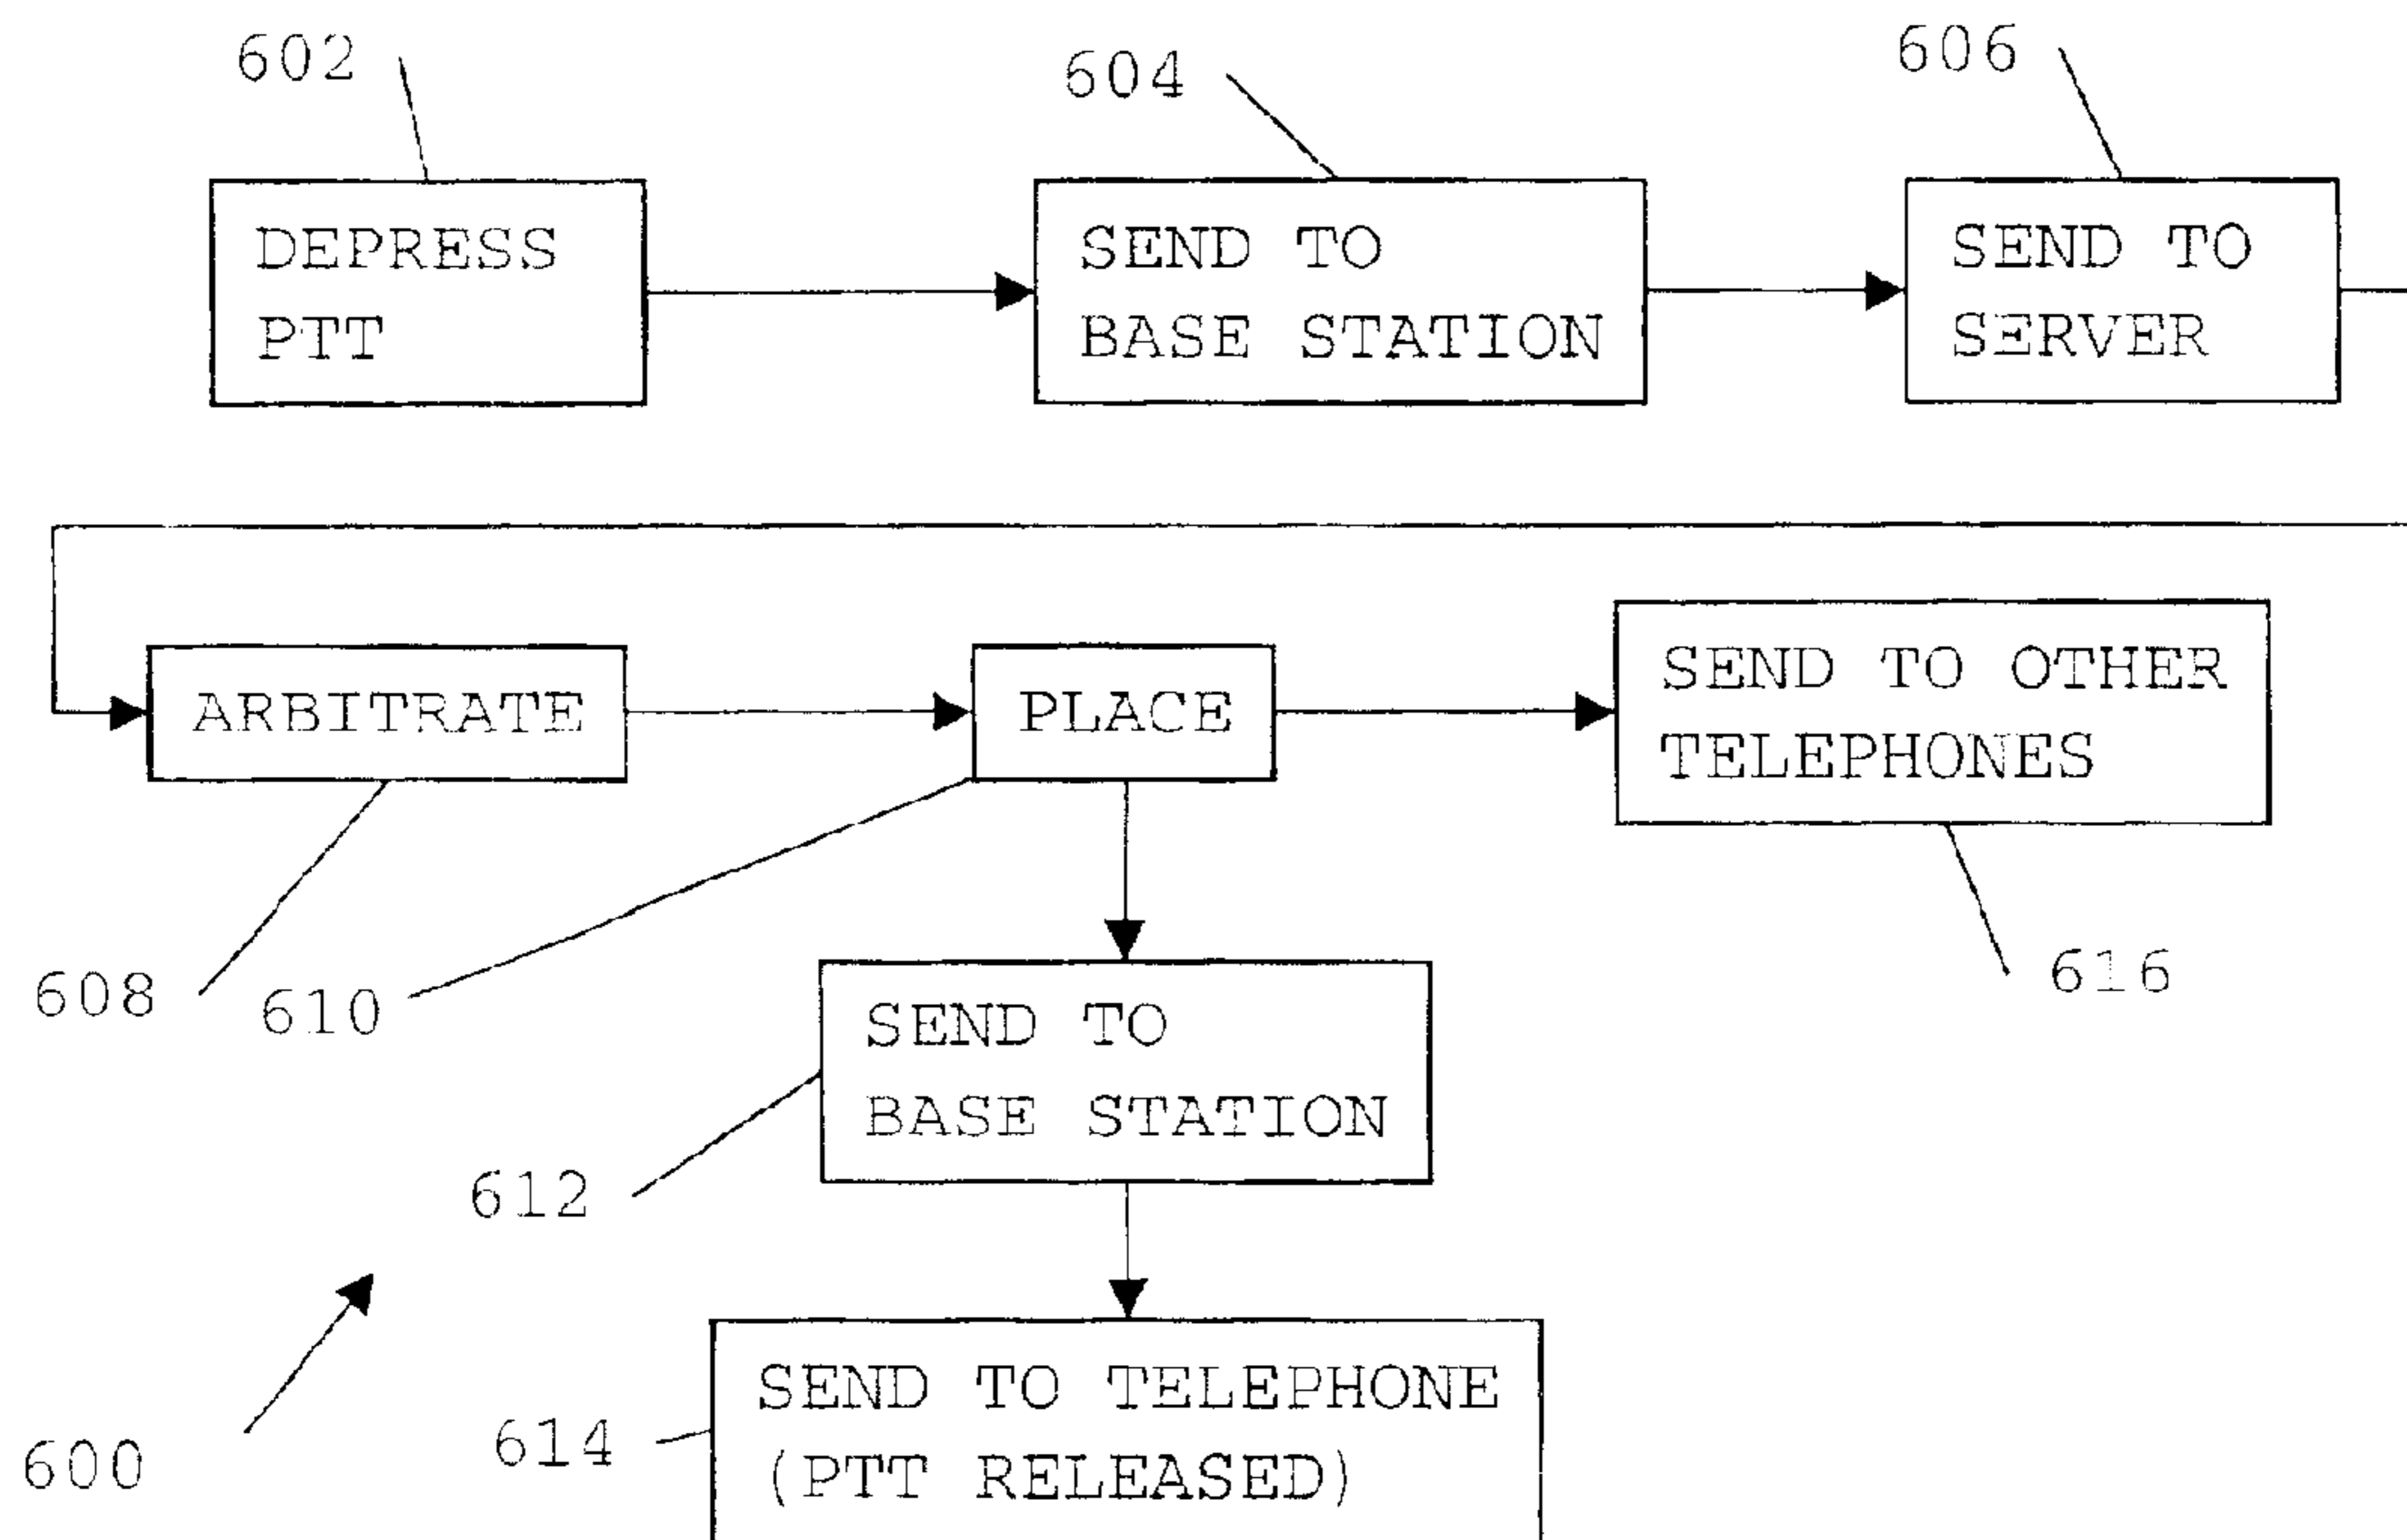 602
604
606
DEPRESS
PTT
SEND TO
BASE STATION
SEND TO
SERVER
ARBITRATE
PLACE
SEND TO OTHER
TELEPHONES
608
610
616
SEND TO
BASE STATION
612
SEND TO TELEPHONE
(PTT RELEASED)
614
600